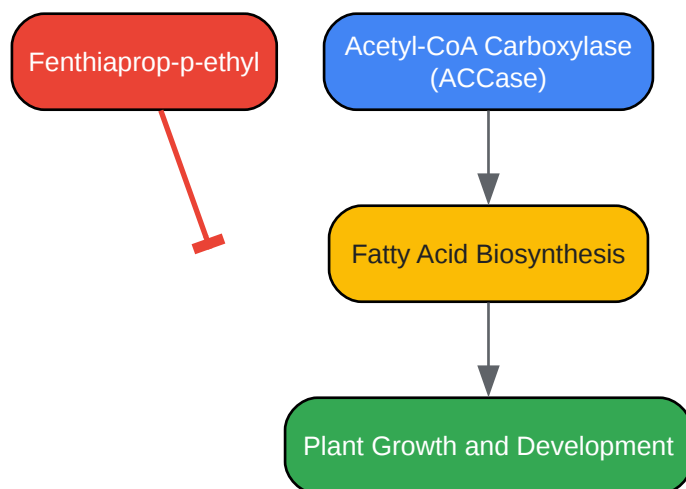 Fenthiaprop-p-ethyl
Acetyl-CoA Carboxylase
(ACCase)
Fatty Acid Biosynthesis
Plant Growth and Development